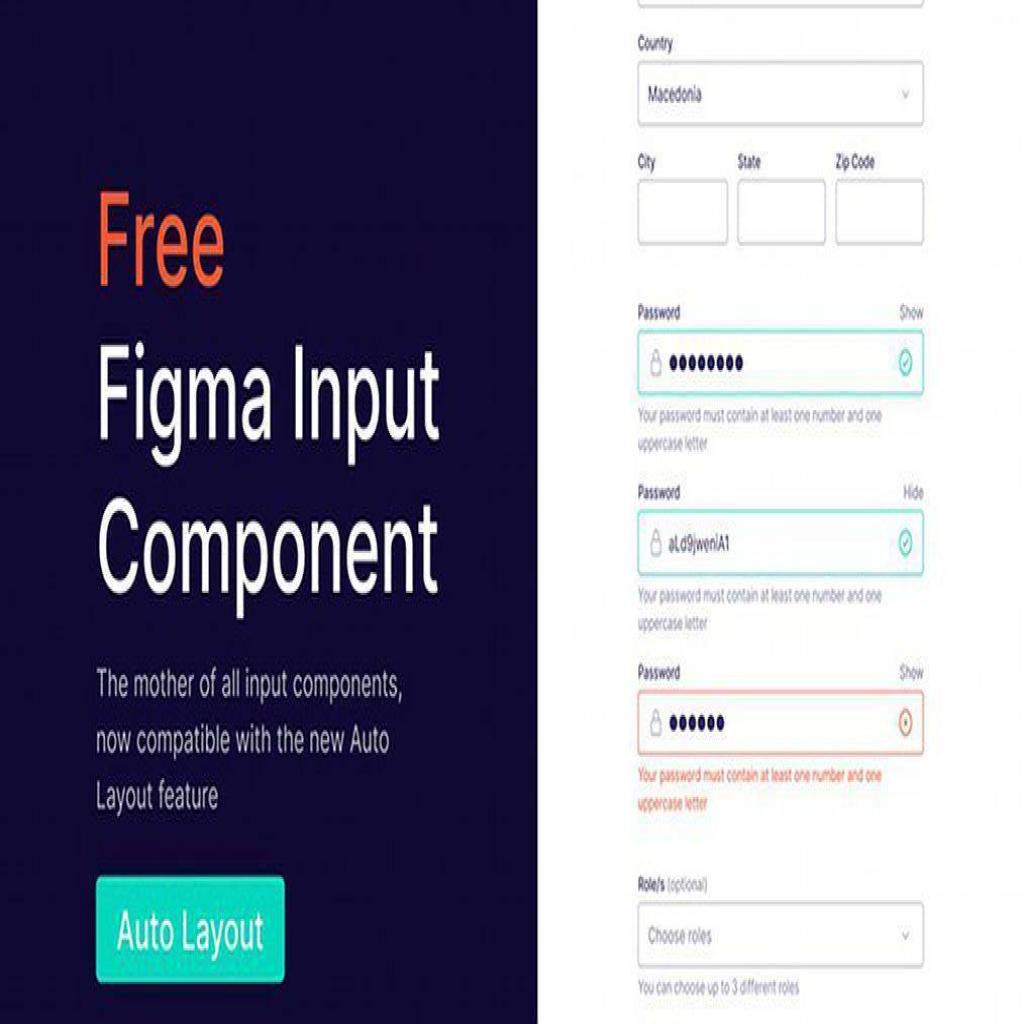 Free
Figma Input
Component
The mother of all input components,
now compatible with the new Auto
Layout feature
Auto Layout
Country
Macedonia
City State Zip Code
Password Show
Your password must contain at least one number and one
uppercase letter
Password Hide
aLd9jweniA1
Your password must contain at least one number and one
uppercase letter
Password Show
Your password must contain at least one number and one
uppercase letter
Role/s (optional)
Choose roles
You can choose up to 3 different roles